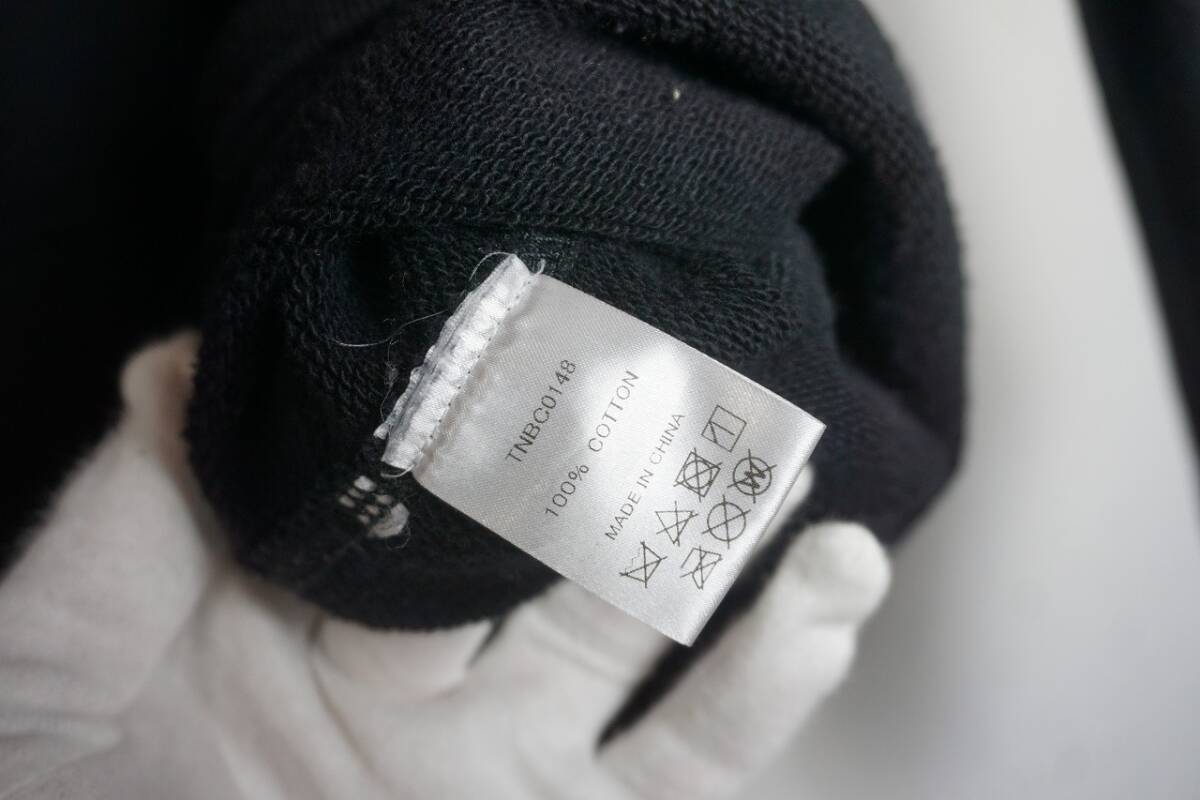 TNBC0148
100% COTTON
MADE IN CHINA